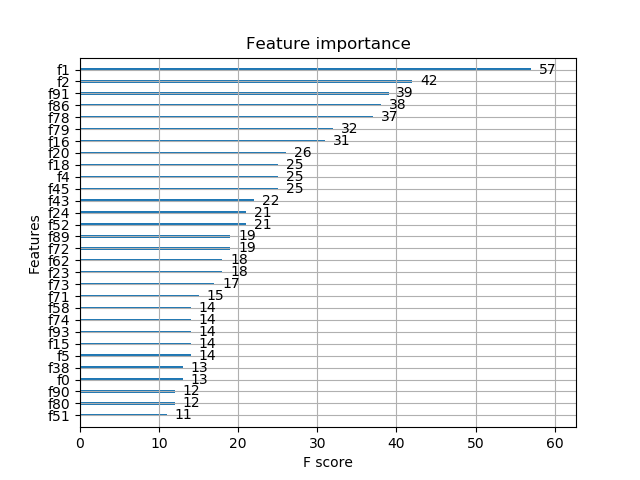 Feature importance
f1 57
f2 42
f91 39
f86 38
f78 37
f79 32
f16 31
f20 26
f18 25
f4 25
f45 25
f43 22
f24 21
f52 21
f89 19
f72 19
f62 18
f23 18
f73 17
f71 15
f58 14
f74 14
f93 14
f15 14
f5 14
f38 13
f0 13
f90 12
f80 12
f51 11
Features
0 10 20 30 40 50 60
F score